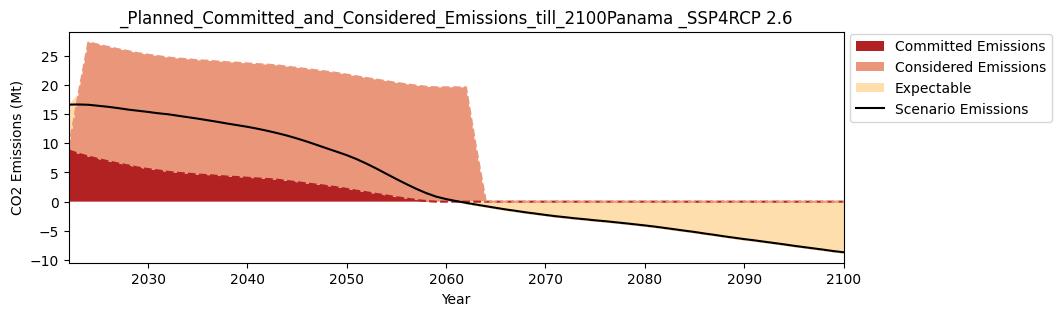 _Planned_Committed_and_Considered_Emissions_till_2100Panama _SSP4RCP 2.6
CO2 Emissions (Mt)
25
20
15
10
5
0
−5
−10
2030
2040
2050
2060
2070
2080
2090
2100
Year
Committed Emissions
Considered Emissions
Expectable
Scenario Emissions